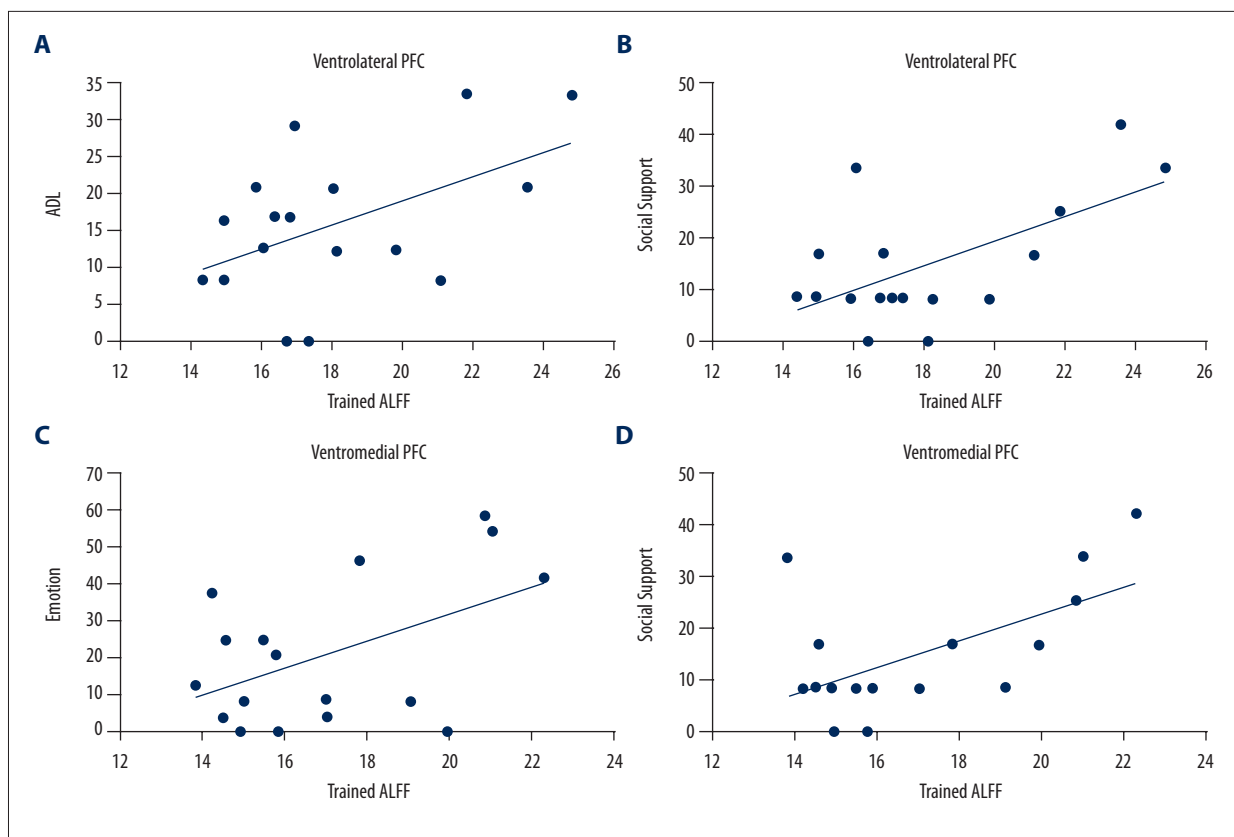 A
Ventrolateral PFC
35
30
25
20
15
10
5
0
ADL
12 14 16 18 20 22 24 26
Trained ALFF
B
Ventrolateral PFC
50
40
30
20
10
0
Social Support
12 14 16 18 20 22 24 26
Trained ALFF
C
Ventromedial PFC
70
60
50
40
30
20
10
0
Emotion
12 14 16 18 20 22 24
Trained ALFF
D
Ventromedial PFC
50
40
30
20
10
0
Social Support
12 14 16 18 20 22 24
Trained ALFF